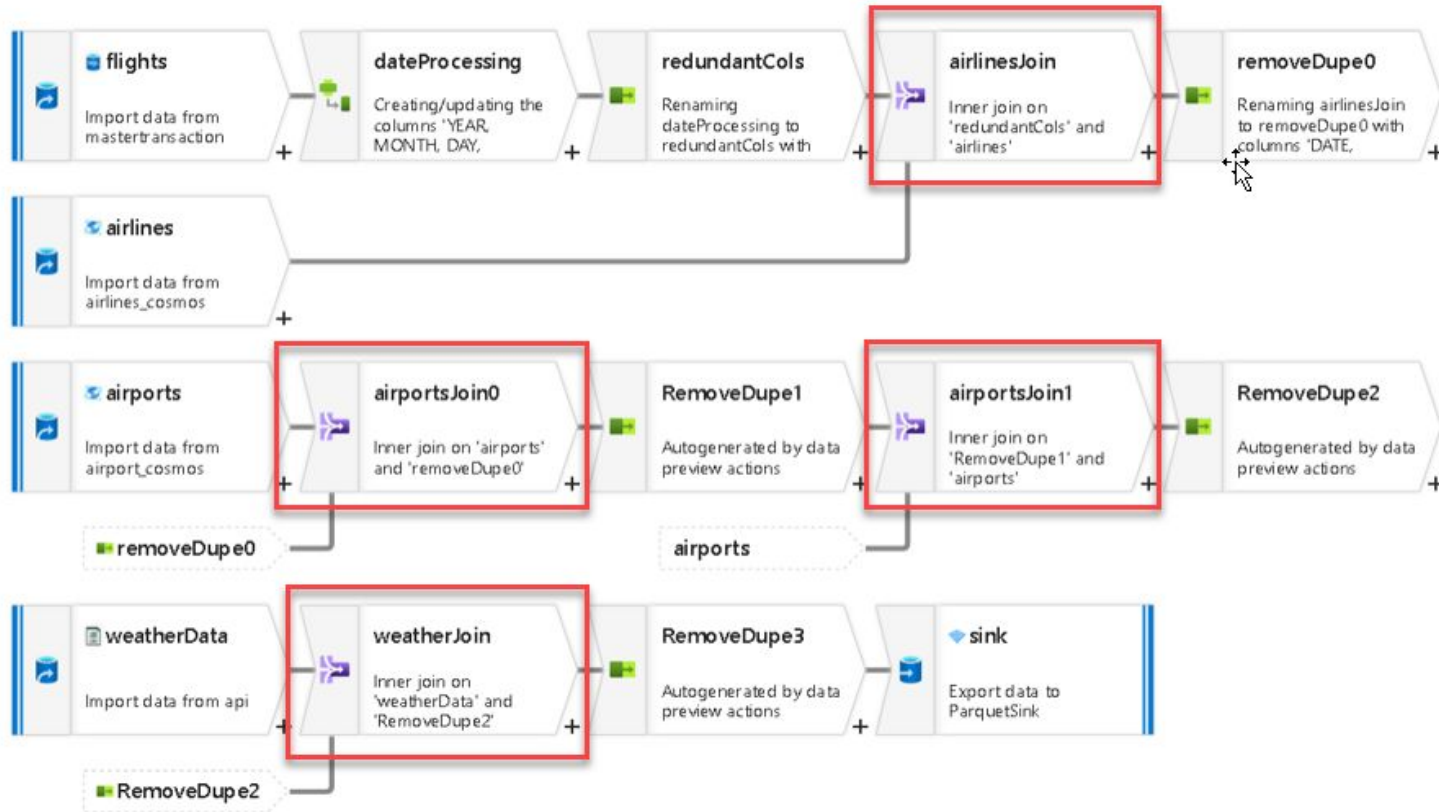 flights
Import data from
mastertransaction
+
dateProcessing
Creating/updating the
columns 'YEAR,
MONTH, DAY,
+
redundantCols
Renaming
dateProcessing to
redundantCols with
+
airlinesJoin
Inner join on
'redundantCols' and
'airlines'
+
removeDupe0
Renaming airlinesJoin
to removeDupe0 with
columns 'DATE,
+
airlines
Import data from
airlines_cosmos
+
airports
Import data from
airport_cosmos
+
airportsJoin0
Inner join on 'airports'
and 'removeDupe0'
+
RemoveDupe1
Autogenerated by data
preview actions
+
airportsJoin1
Inner join on
'RemoveDupe1' and
'airports'
+
RemoveDupe2
Autogenerated by data
preview actions
+
removeDupe0
airports
weatherData
Import data from api
+
weatherJoin
Inner join on
'weatherData' and
'RemoveDupe2'
+
RemoveDupe3
Autogenerated by data
preview actions
+
sink
Export data to
ParquetSink
RemoveDupe2